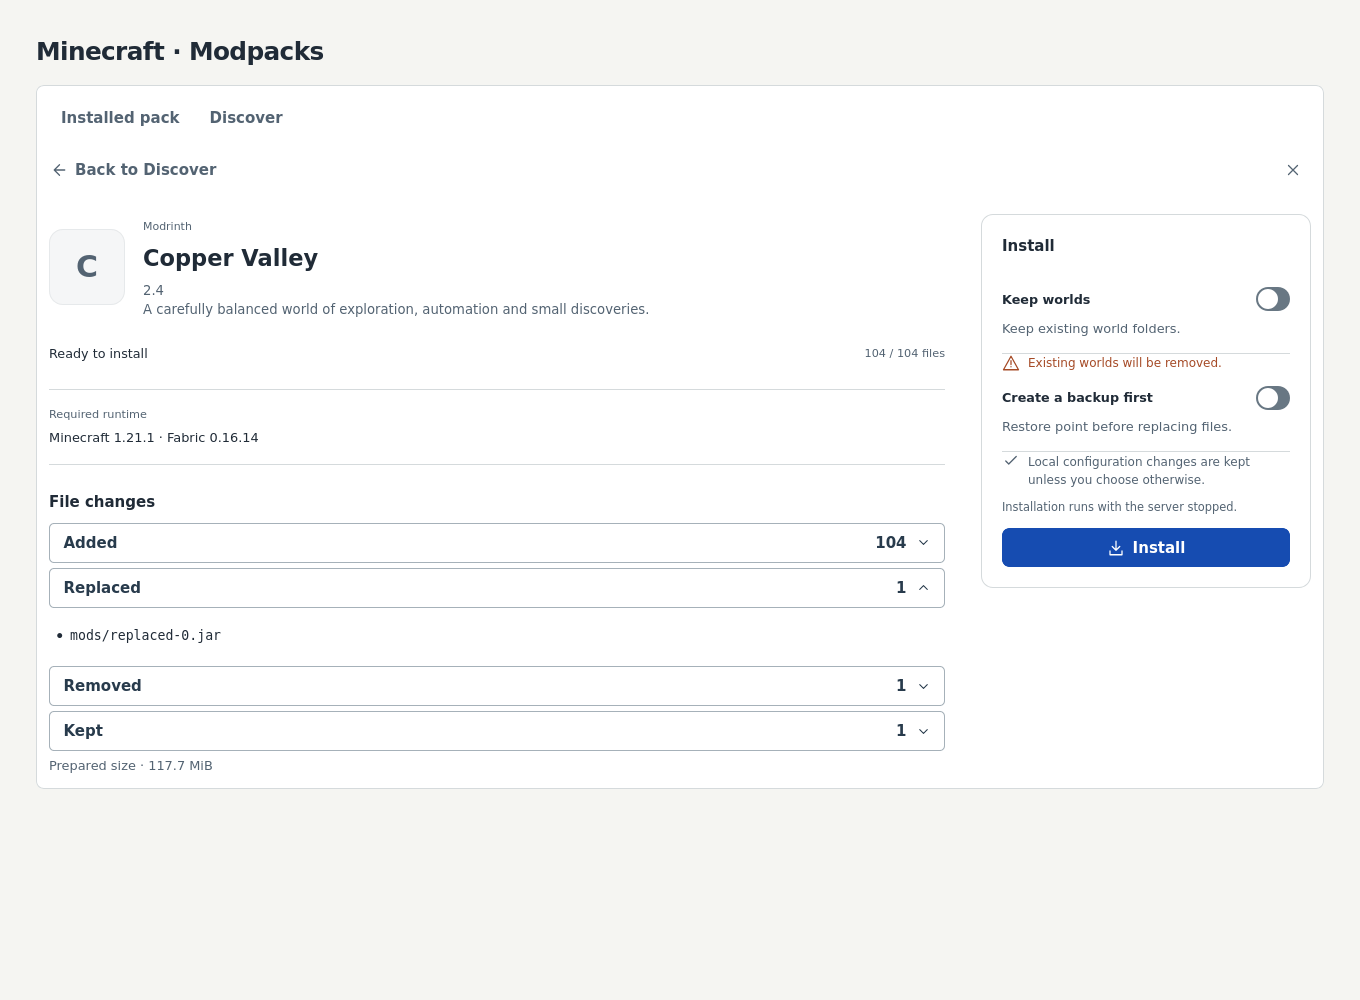 Minecraft · Modpacks
Installed pack Discover
Back to Discover
C
Modrinth
Copper Valley
2.4
A carefully balanced world of exploration, automation and small discoveries.
Ready to install 104 / 104 files
Required runtime
Minecraft 1.21.1 · Fabric 0.16.14
File changes
Added 104
Replaced 1
• mods/replaced-0.jar
Removed 1
Kept 1
Prepared size · 117.7 MiB
Install
Keep worlds
Keep existing world folders.
Existing worlds will be removed.
Create a backup first
Restore point before replacing files.
Local configuration changes are kept
unless you choose otherwise.
Installation runs with the server stopped.
Install